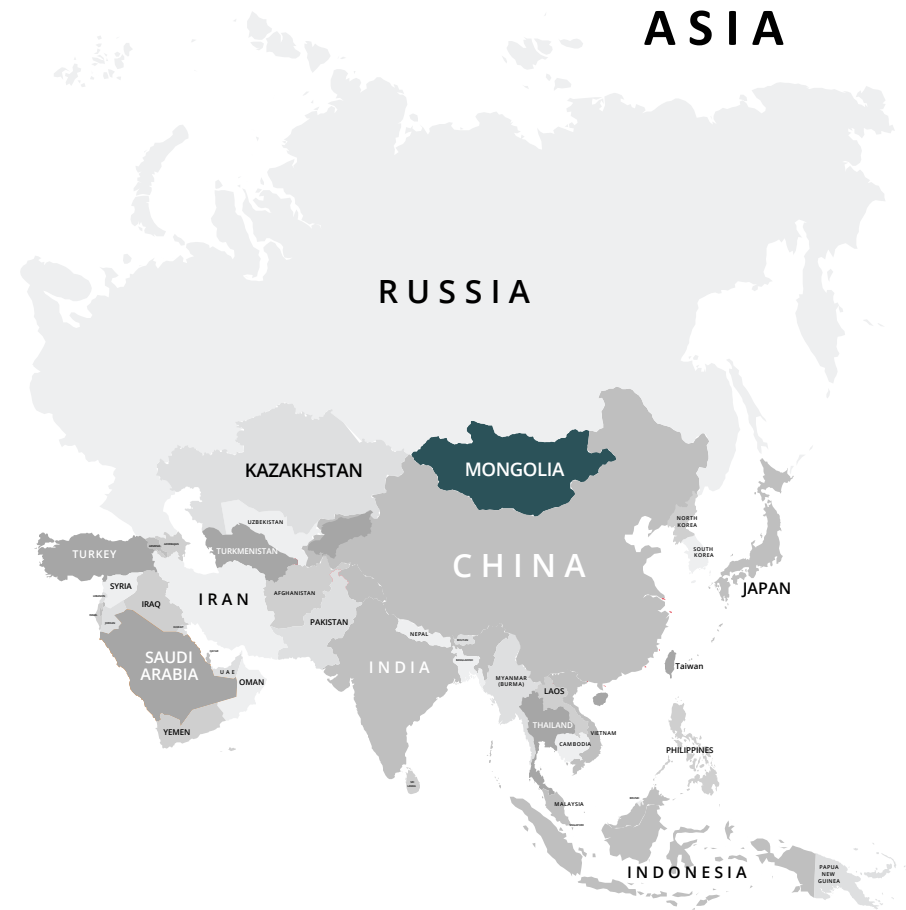 ASIA
RUSSIA
KAZAKHSTAN
MONGOLIA
UZBEKISTAN
NORTH
KOREA
TURKEY
TURKMENISTAN
SOUTH
KOREA
CHINA
SYRIA
JAPAN
IRAN
AFGHANISTAN
IRAQ
PAKISTAN
NEPAL
SAUDI
ARABIA
INDIA
Taiwan
UAE
OMAN
MYANMAR
(BURMA)
LAOS
THAILAND
YEMEN
VIETNAM
CAMBODIA
PHILIPPINES
MALAYSIA
INDONESIA
PAPUA
NEW
GUINEA